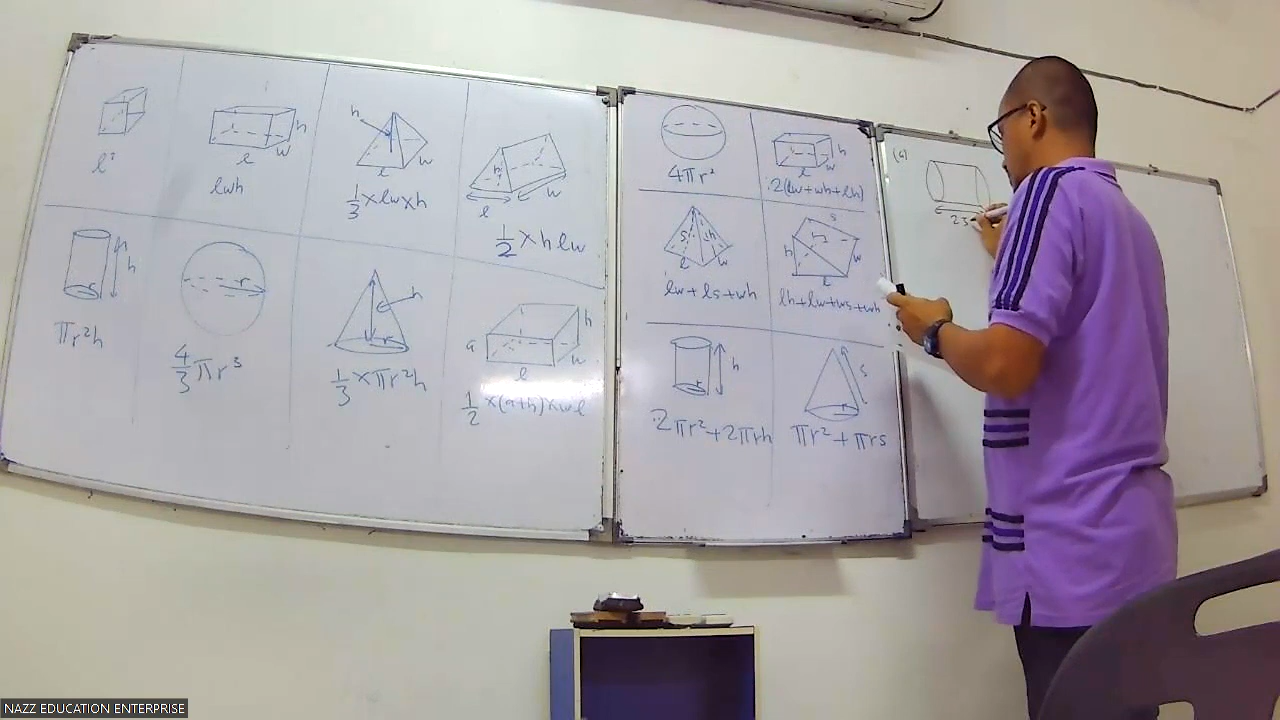 l³
h
l
w
lwh
h
l
w
1/3 × lw × h
h
l
w
1/2 × h l w
h
r
πr²h
r
4/3 πr³
h
r
1/3 × πr²h
a
h
l
w
1/2 × (a+h) × w l
4πr²
h
l
w
2(lw + wh + lh)
s
h
l
w
lw + ls + wh
s
h
w
l
lh + lw + ws + wh
h
r
2πr² + 2πrh
s
r
πr² + πrs
(c)
25
NAZZ EDUCATION ENTERPRISE